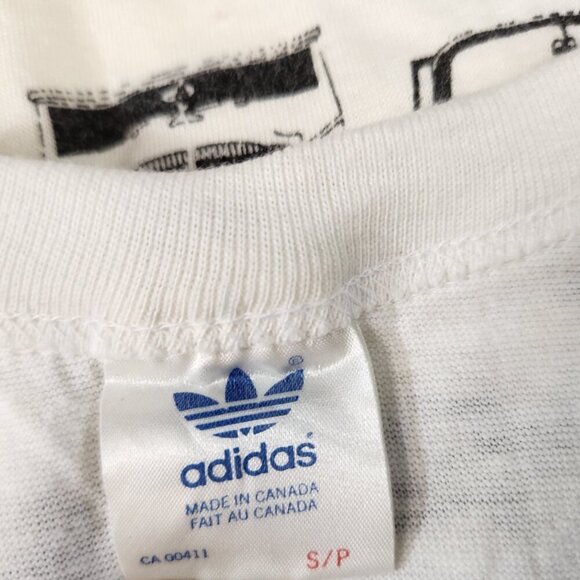 ®
adidas®
MADE IN CANADA
FAIT AU CANADA
CA 00411
S/P